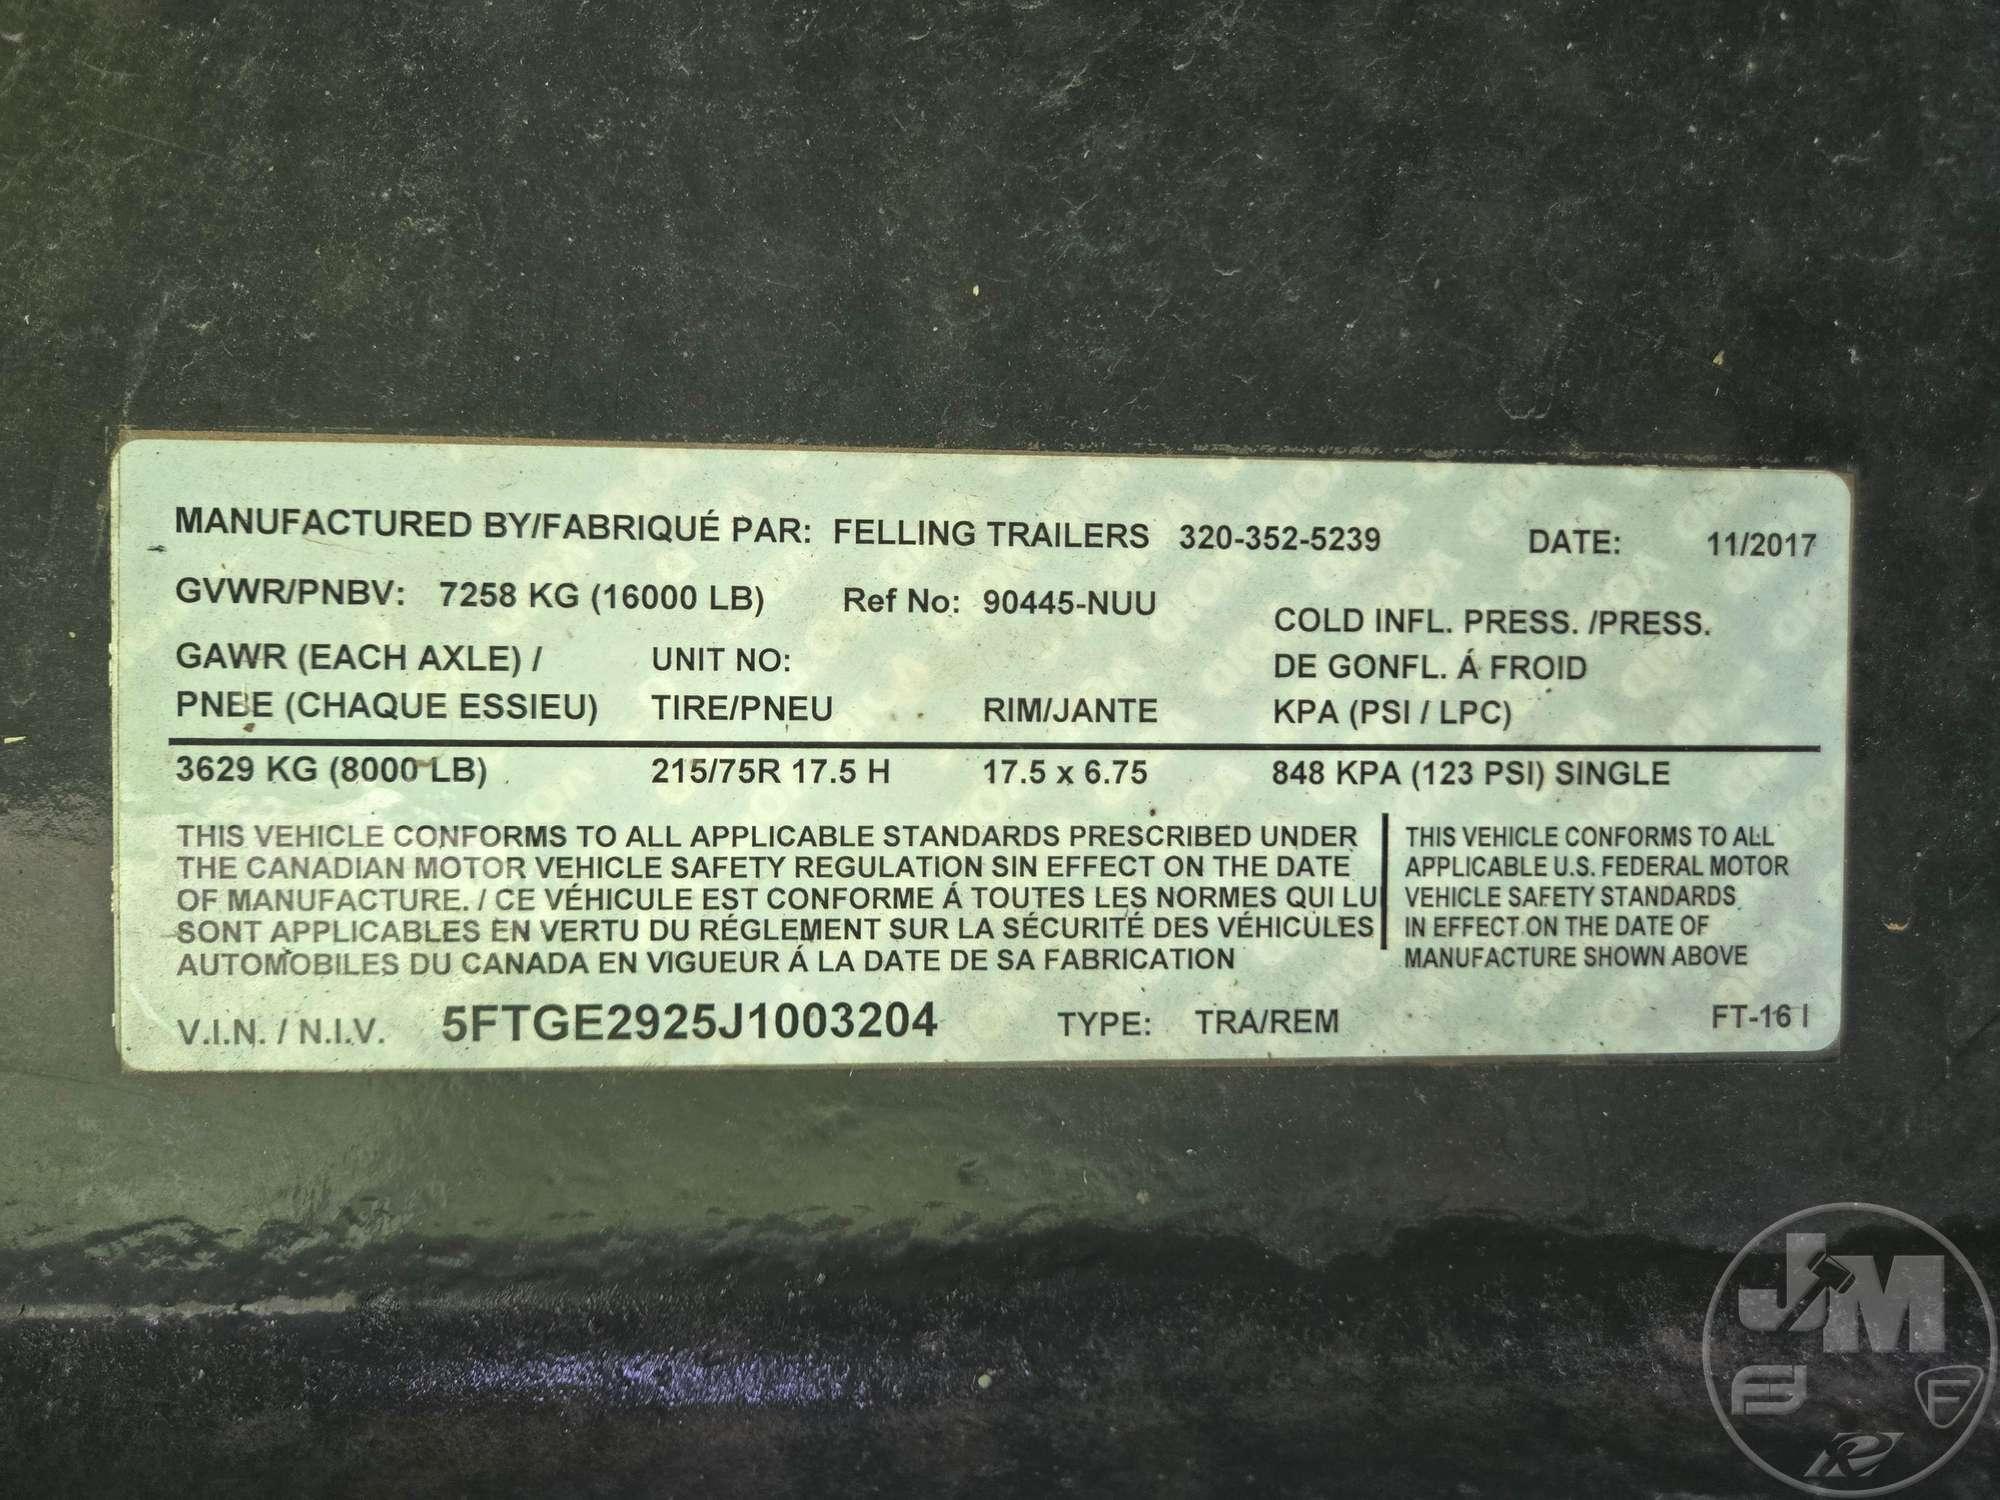 MANUFACTURED BY/FABRIQUÉ PAR: FELLING TRAILERS 320-352-5239 DATE: 11/2017
GVWR/PNBV: 7258 KG (16000 LB) Ref No: 90445-NUU
COLD INFL. PRESS. /PRESS.
GAWR (EACH AXLE) / UNIT NO: DE GONFL. Á FROID
PNBE (CHAQUE ESSIEU) TIRE/PNEU RIM/JANTE KPA (PSI / LPC)
3629 KG (8000 LB) 215/75R 17.5 H 17.5 x 6.75 848 KPA (123 PSI) SINGLE
THIS VEHICLE CONFORMS TO ALL APPLICABLE STANDARDS PRESCRIBED UNDER
THE CANADIAN MOTOR VEHICLE SAFETY REGULATION SIN EFFECT ON THE DATE
OF MANUFACTURE. / CE VÉHICULE EST CONFORME Á TOUTES LES NORMES QUI LUI
SONT APPLICABLES EN VERTU DU RÉGLEMENT SUR LA SÉCURITÉ DES VÉHICULES
AUTOMOBILES DU CANADA EN VIGUEUR Á LA DATE DE SA FABRICATION
THIS VEHICLE CONFORMS TO ALL
APPLICABLE U.S. FEDERAL MOTOR
VEHICLE SAFETY STANDARDS
IN EFFECT ON THE DATE OF
MANUFACTURE SHOWN ABOVE
V.I.N. / N.I.V. 5FTGE2925J1003204 TYPE: TRA/REM FT-16 I
JM
F